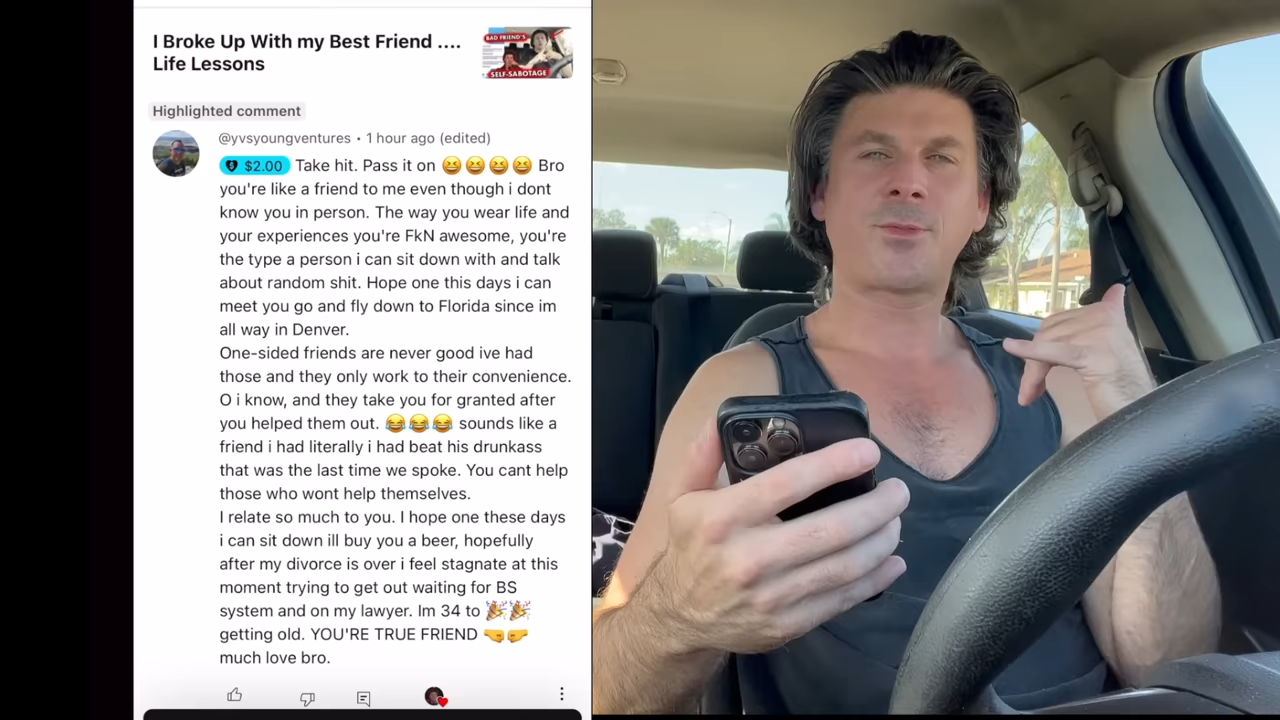 I Broke Up With my Best Friend ....
Life Lessons
BAD FRIEND'S
SELF-SABOTAGE
Highlighted comment
@yvsyoungventures • 1 hour ago (edited)
$2.00 Take hit. Pass it on 😆😆😆😆 Bro
you're like a friend to me even though i dont
know you in person. The way you wear life and
your experiences you're FkN awesome, you're
the type a person i can sit down with and talk
about random shit. Hope one this days i can
meet you go and fly down to Florida since im
all way in Denver.
One-sided friends are never good ive had
those and they only work to their convenience.
O i know, and they take you for granted after
you helped them out. 😂😂😂 sounds like a
friend i had literally i had beat his drunkass
that was the last time we spoke. You cant help
those who wont help themselves.
I relate so much to you. I hope one these days
i can sit down ill buy you a beer, hopefully
after my divorce is over i feel stagnate at this
moment trying to get out waiting for BS
system and on my lawyer. Im 34 to 🎉🎉
getting old. YOU'RE TRUE FRIEND 🤜🤛
much love bro.